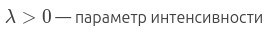 λ > 0 — параметр интенсивности